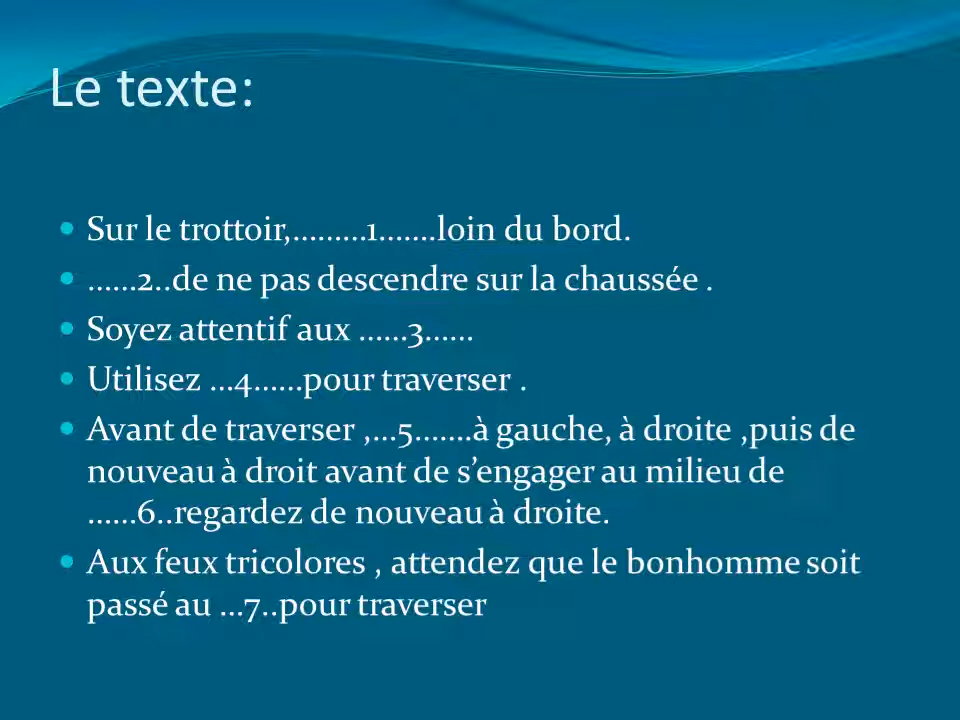 Le texte:
Sur le trottoir,.........1.......loin du bord.
......2..de ne pas descendre sur la chaussée .
Soyez attentif aux ......3......
Utilisez ...4......pour traverser .
Avant de traverser ,...5.......à gauche, à droite ,puis de
nouveau à droit avant de s’engager au milieu de
......6..regardez de nouveau à droite.
Aux feux tricolores , attendez que le bonhomme soit
passé au ...7..pour traverser